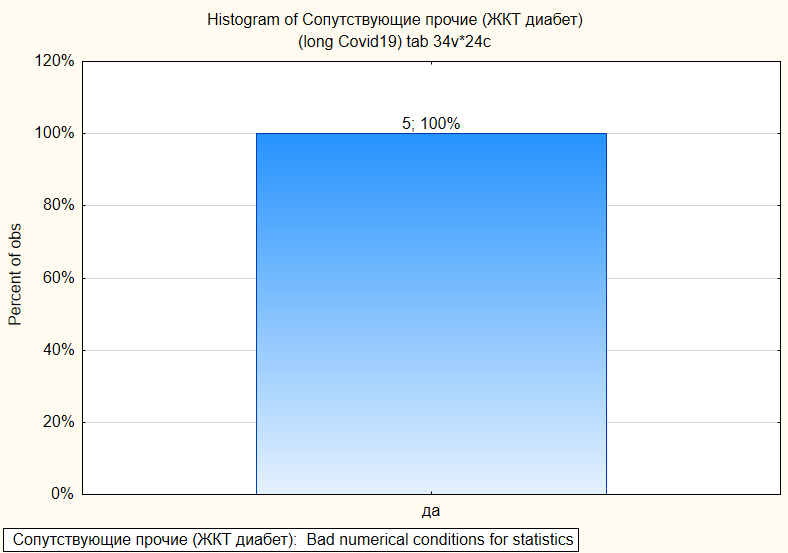 Histogram of Сопутствующие прочие (ЖКТ диабет)
(long Covid19) tab 34v*24c
120%
5; 100%
100%
80%
60%
40%
20%
0%
Percent of obs
да
Сопутствующие прочие (ЖКТ диабет):  Bad numerical conditions for statistics